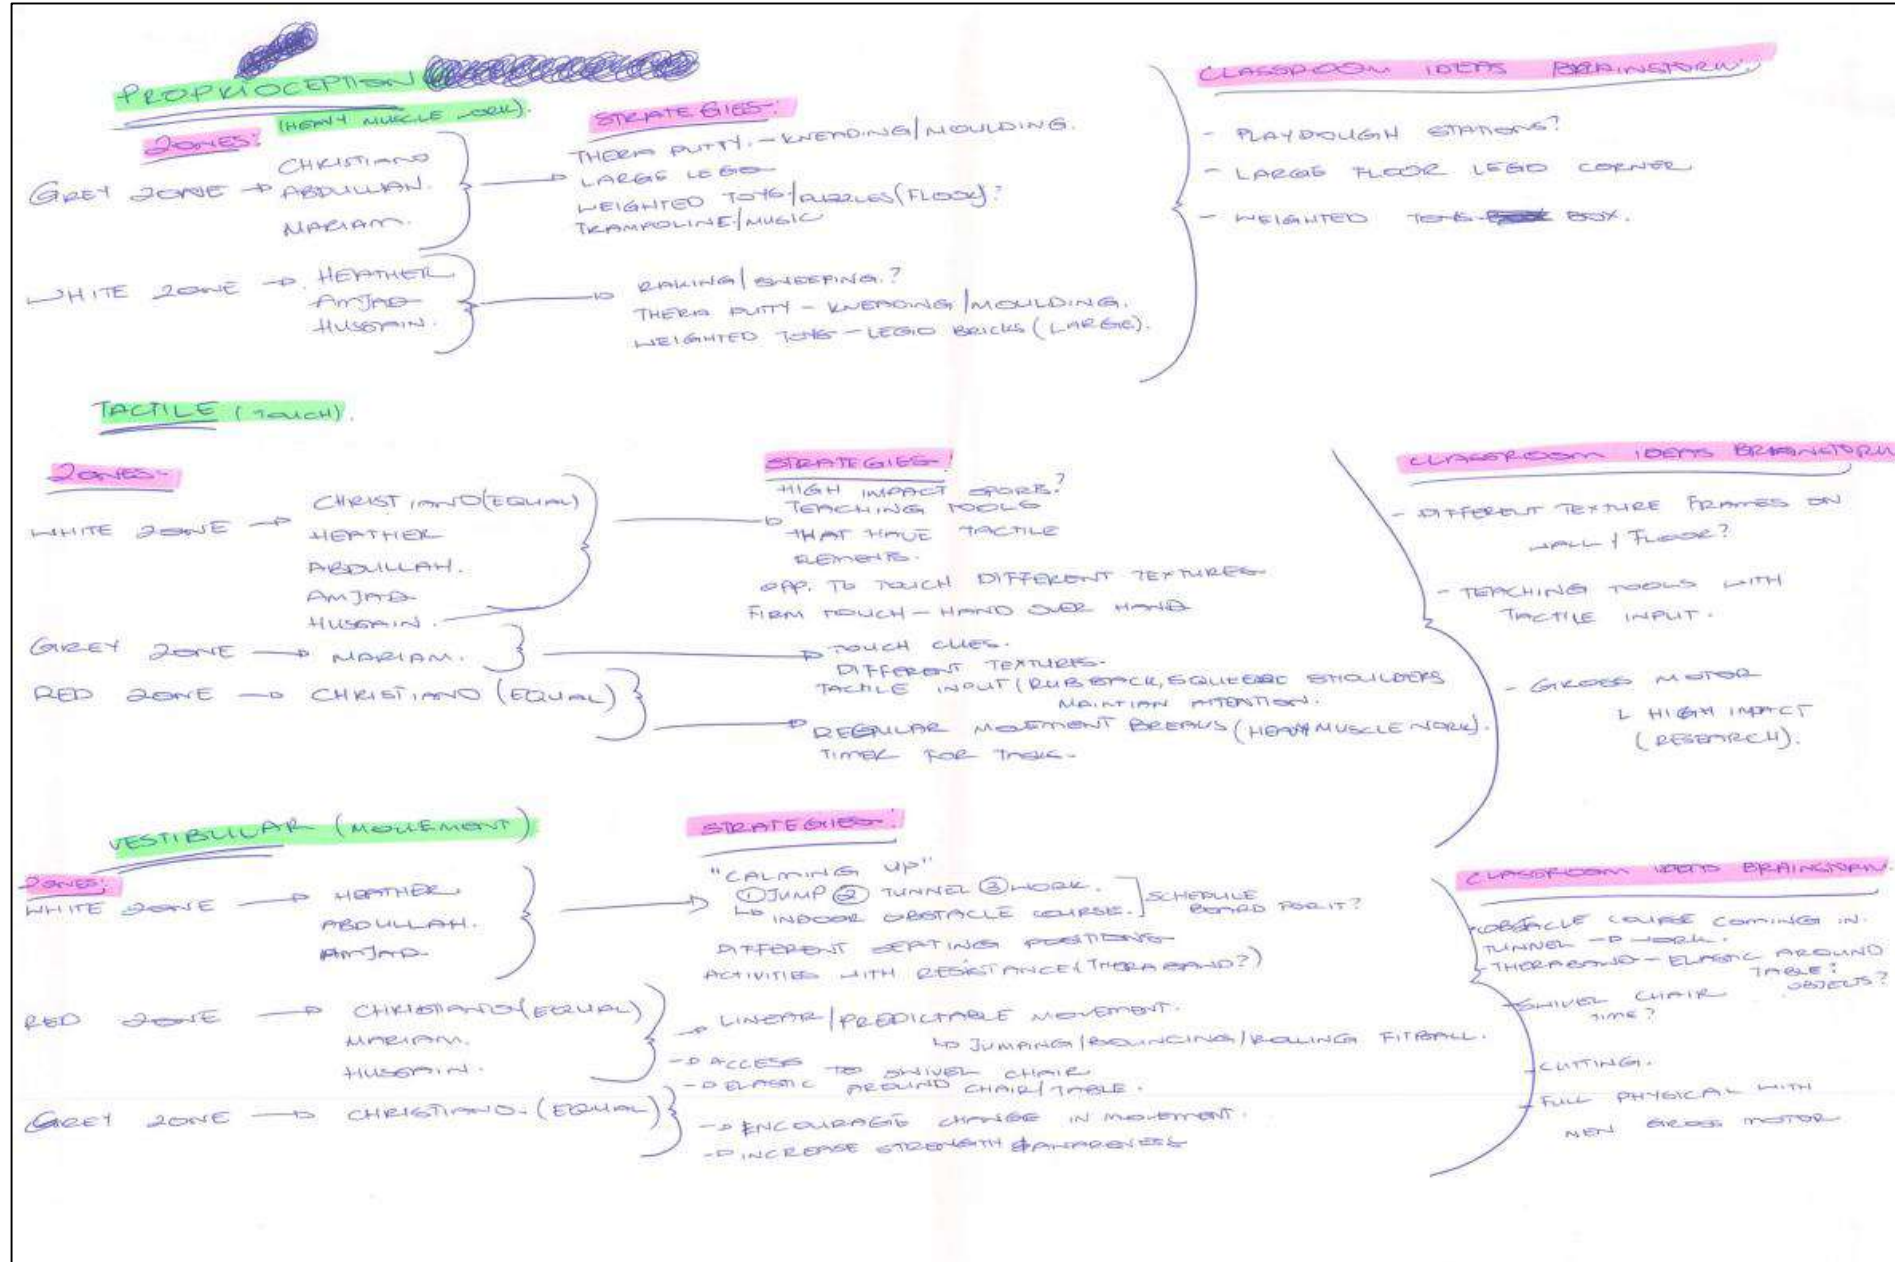 PROPRIOCEPTION
(HEAVY MUSCLE WORK).
ZONES:
GREY ZONE → CHRISTIANO
ABDULLAH.
MARIAM.
WHITE ZONE → HEATHER
AMJAD
HUSSAIN.
STRATEGIES:
THERA PUTTY. - KNEADING/MOULDING.
LARGE LEGO
WEIGHTED TOYS/PUZZLES (FLOOR)?
TRAMPOLINE/MUSIC
RAKING/SWEEPING.?
THERA PUTTY - KNEADING/MOULDING.
WEIGHTED TOYS - LEGO BRICKS (LARGE).
CLASSROOM IDEAS BRAINSTORM:
- PLAYDOUGH STATIONS?
- LARGE FLOOR LEGO CORNER
- WEIGHTED TOYS BOX.
TACTILE (TOUCH).
ZONES-
WHITE ZONE → CHRISTIANO (EQUAL)
HEATHER
ABDULLAH.
AMJAD
HUSSAIN.
GREY ZONE → MARIAM.
RED ZONE → CHRISTIANO (EQUAL)
STRATEGIES!
HIGH IMPACT SPORTS?
TEACHING TOOLS
THAT HAVE TACTILE
REMENTS.
OPP. TO TOUCH DIFFERENT TEXTURES
FIRM TOUCH - HAND OVER HAND
TOUCH CUES.
DIFFERENT TEXTURES-
TACTILE INPUT (RUB BACK, SQUEEZE SHOULDERS
MAINTIAN ATTENTION.
REGULAR MOVEMENT BREAKS (HEAVY MUSCLE WORK).
TIMER FOR TASKS-
CLASSROOM IDEAS BRAINSTORM
- DIFFERENT TEXTURE FRAMES ON
WALL / FLOOR?
- TEACHING TOOLS WITH
TACTILE INPUT.
- GROSS MOTOR
↳ HIGH IMPACT
(RESEARCH).
VESTIBULAR (MOVEMENT)
ZONES:
WHITE ZONE → HEATHER
ABDULLAH.
AMJAD
RED ZONE → CHRISTIANO (EQUAL)
MARIAM.
HUSSAIN.
GREY ZONE → CHRISTIANO - (EQUAL)
STRATEGIES:
"CALMING UP"
① JUMP ② TUNNEL ③ WORK.
↳ INDOOR OBSTACLE COURSE.
SCHEDULE
BOARD FOR IT?
DIFFERENT SEATING POSITIONS
ACTIVITIES WITH RESISTANCE (THERABAND?)
→ LINEAR/PREDICTABLE MOVEMENT.
↳ JUMPING/BOUNCING/ROLLING FITBALL.
→ ACCESS TO SWIVEL CHAIR
→ ELASTIC AROUND CHAIR/TABLE.
→ ENCOURAGE CHANGE IN MOVEMENT.
→ INCREASE STRENGTH & AWARENESS
CLASSROOM IDEAS BRAINSTORM.
- OBSTACLE COURSE COMING IN.
TUNNEL → WORK.
- THERABAND - ELASTIC AROUND
TABLE?
OBJECTS?
- SWIVEL CHAIR
TIME?
- CUTTING.
- FULL PHYSICAL WITH
NEW GROSS MOTOR